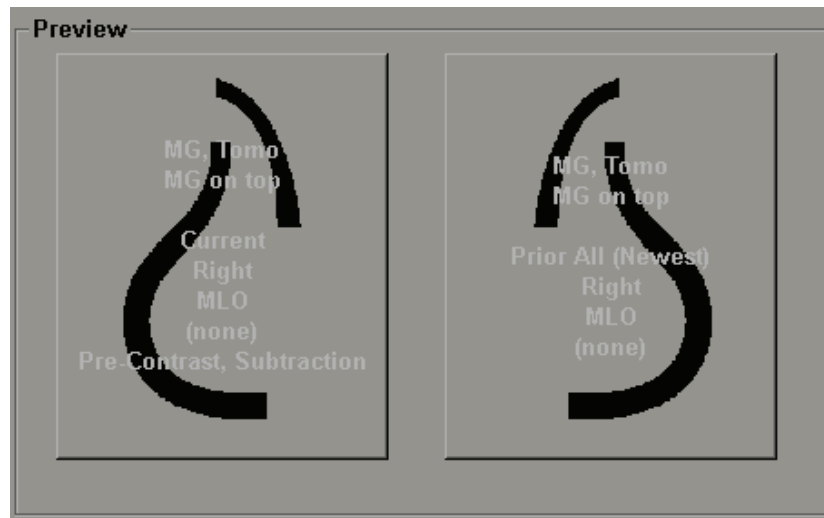 Preview
MG, Tomo
MG on top
Current
Right
MLO
(none)
Pre-Contrast, Subtraction
MG, Tomo
MG on top
Prior All (Newest)
Right
MLO
(none)